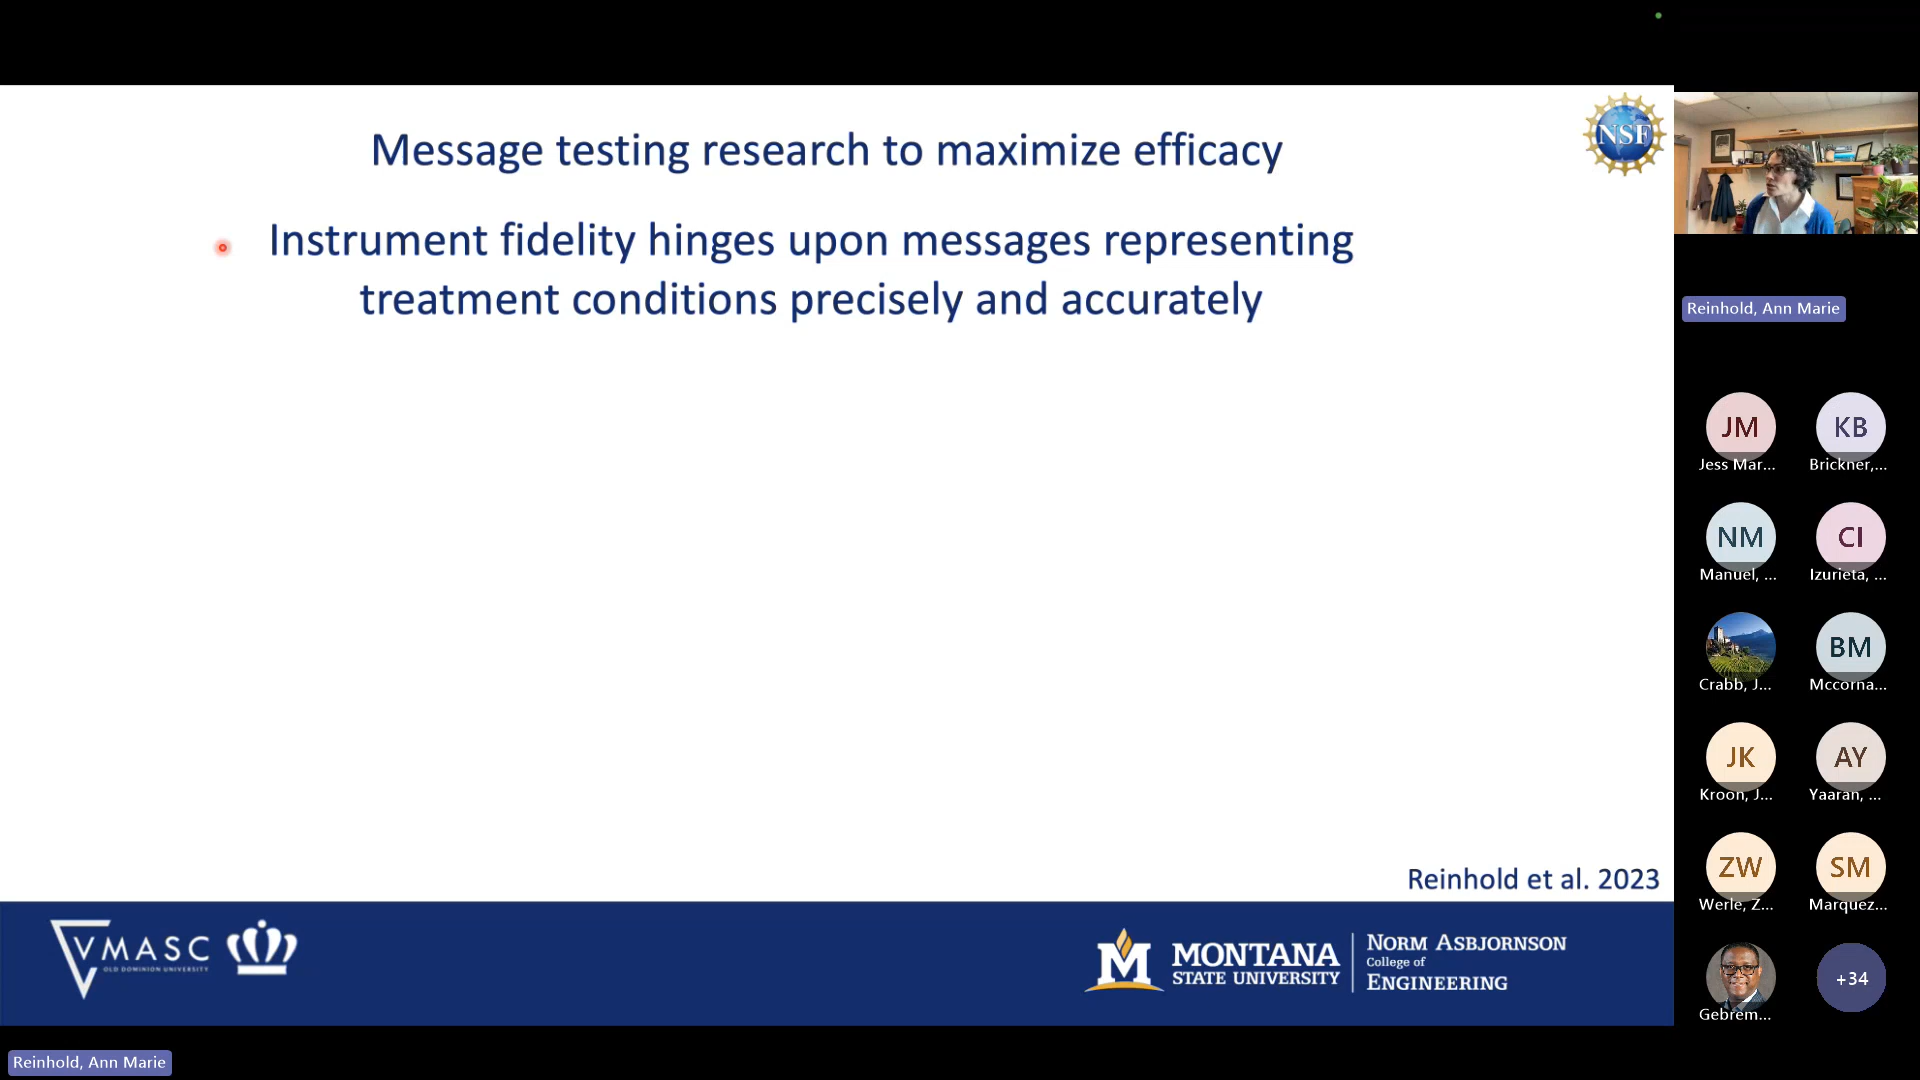 Message testing research to maximize efficacy
NSF
Instrument fidelity hinges upon messages representing
treatment conditions precisely and accurately
Reinhold et al. 2023
VMASC
OLD DOMINION UNIVERSITY
M
MONTANA
STATE UNIVERSITY
NORM ASBJORNSON
College of
ENGINEERING
Reinhold, Ann Marie
Reinhold, Ann Marie
JM
Jess Mar...
KB
Brickner,...
NM
Manuel, ...
CI
Izurieta, ...
Crabb, J...
BM
Mccorna...
JK
Kroon, J...
AY
Yaaran, ...
ZW
Werle, Z...
SM
Marquez...
Gebrem...
+34